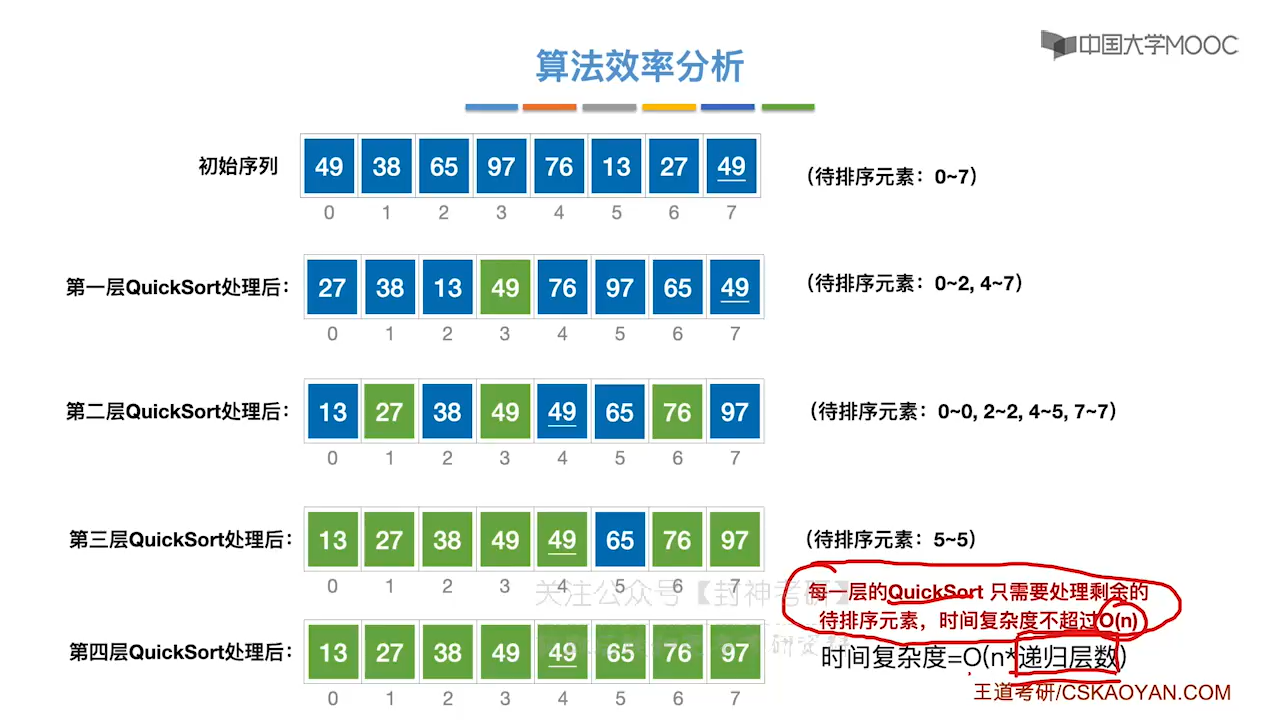 中国大学MOOC
算法效率分析
初始序列 49 38 65 97 76 13 27 49 （待排序元素：0~7）
0 1 2 3 4 5 6 7
第一层QuickSort处理后： 27 38 13 49 76 97 65 49 （待排序元素：0~2, 4~7）
0 1 2 3 4 5 6 7
第二层QuickSort处理后： 13 27 38 49 49 65 76 97 （待排序元素：0~0, 2~2, 4~5, 7~7）
0 1 2 3 4 5 6 7
第三层QuickSort处理后： 13 27 38 49 49 65 76 97 （待排序元素：5~5）
0 1 2 3 4 5 6 7
关注公众号【封神考研】
每一层的QuickSort 只需要处理剩余的
待排序元素，时间复杂度不超过O(n)
第四层QuickSort处理后： 13 27 38 49 49 65 76 97
0 1 2 3 4 5 6 7
时间复杂度=O(n*递归层数)
王道考研/CSKAOYAN.COM